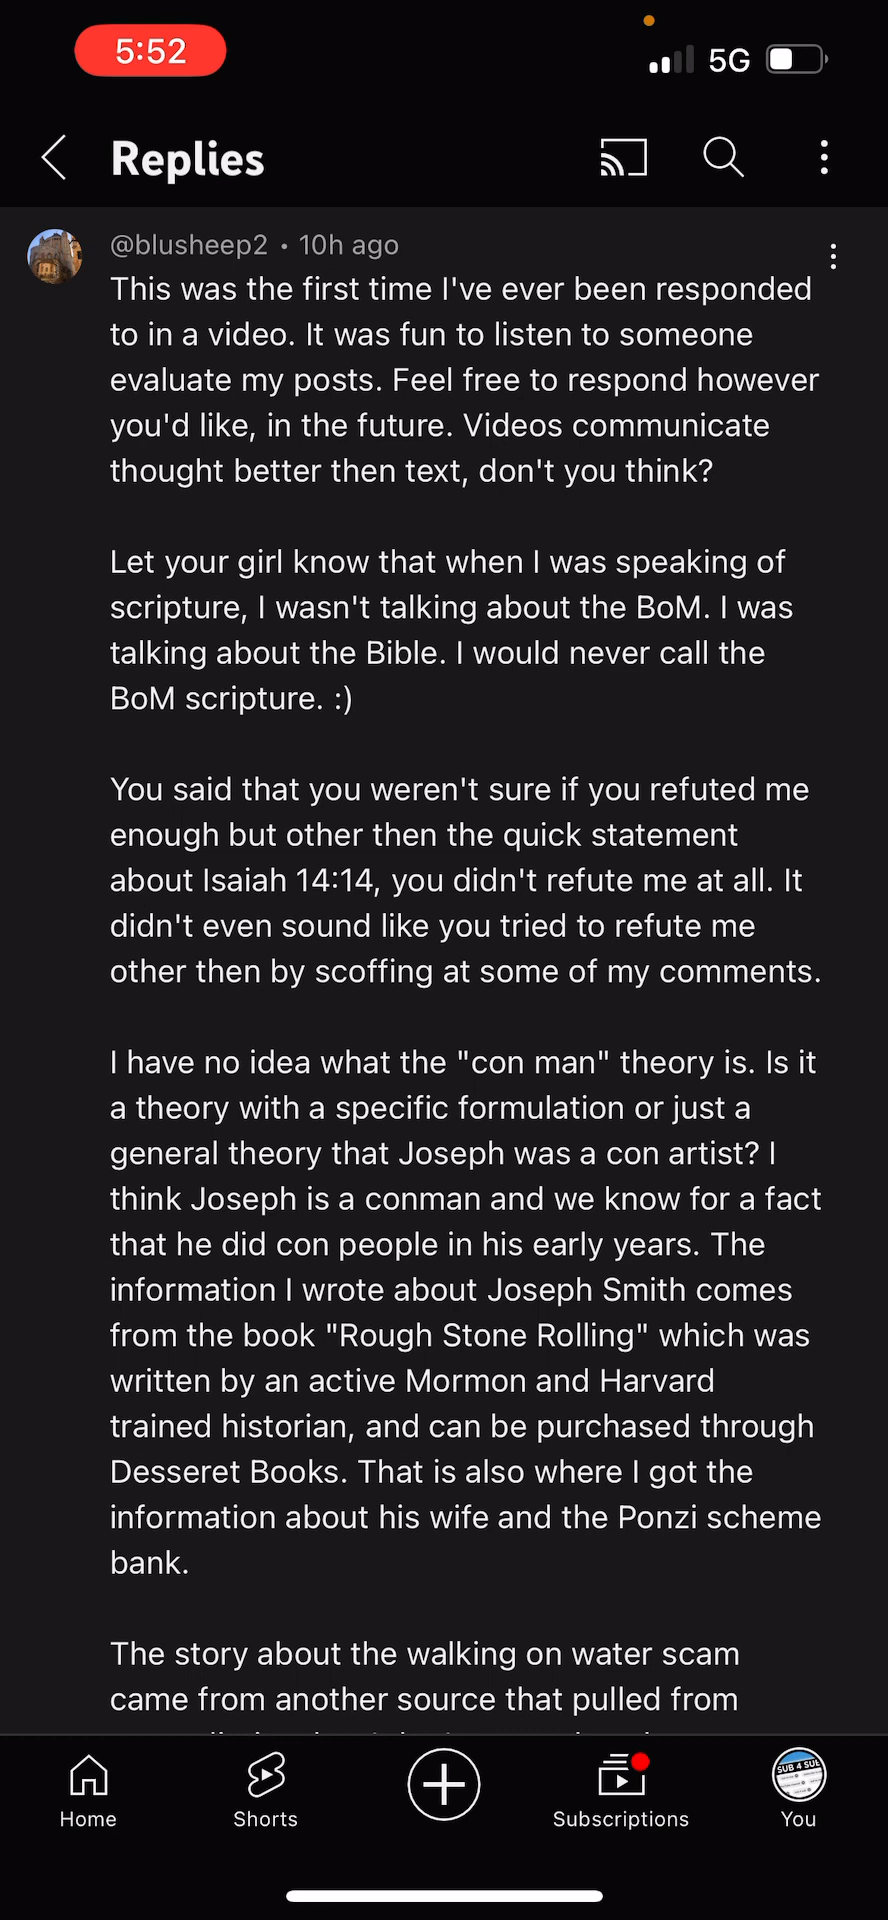 5:52
5G
Replies
@blusheep2 • 10h ago
This was the first time I've ever been responded
to in a video. It was fun to listen to someone
evaluate my posts. Feel free to respond however
you'd like, in the future. Videos communicate
thought better then text, don't you think?
Let your girl know that when I was speaking of
scripture, I wasn't talking about the BoM. I was
talking about the Bible. I would never call the
BoM scripture. :)
You said that you weren't sure if you refuted me
enough but other then the quick statement
about Isaiah 14:14, you didn't refute me at all. It
didn't even sound like you tried to refute me
other then by scoffing at some of my comments.
I have no idea what the "con man" theory is. Is it
a theory with a specific formulation or just a
general theory that Joseph was a con artist? I
think Joseph is a conman and we know for a fact
that he did con people in his early years. The
information I wrote about Joseph Smith comes
from the book "Rough Stone Rolling" which was
written by an active Mormon and Harvard
trained historian, and can be purchased through
Desseret Books. That is also where I got the
information about his wife and the Ponzi scheme
bank.
The story about the walking on water scam
came from another source that pulled from
SUB 4 SUB
Home
Shorts
Subscriptions
You